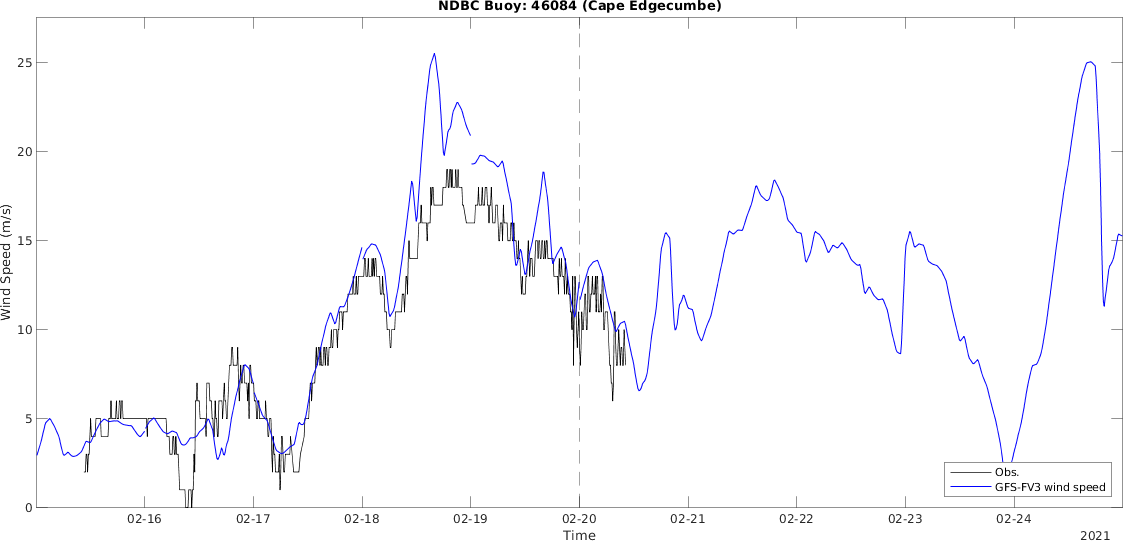 NDBC Buoy: 46084 (Cape Edgecumbe)
25
20
15
10
5
0
Wind Speed (m/s)
02-16 02-17 02-18 02-19 02-20 02-21 02-22 02-23 02-24
Time
2021
Obs.
GFS-FV3 wind speed